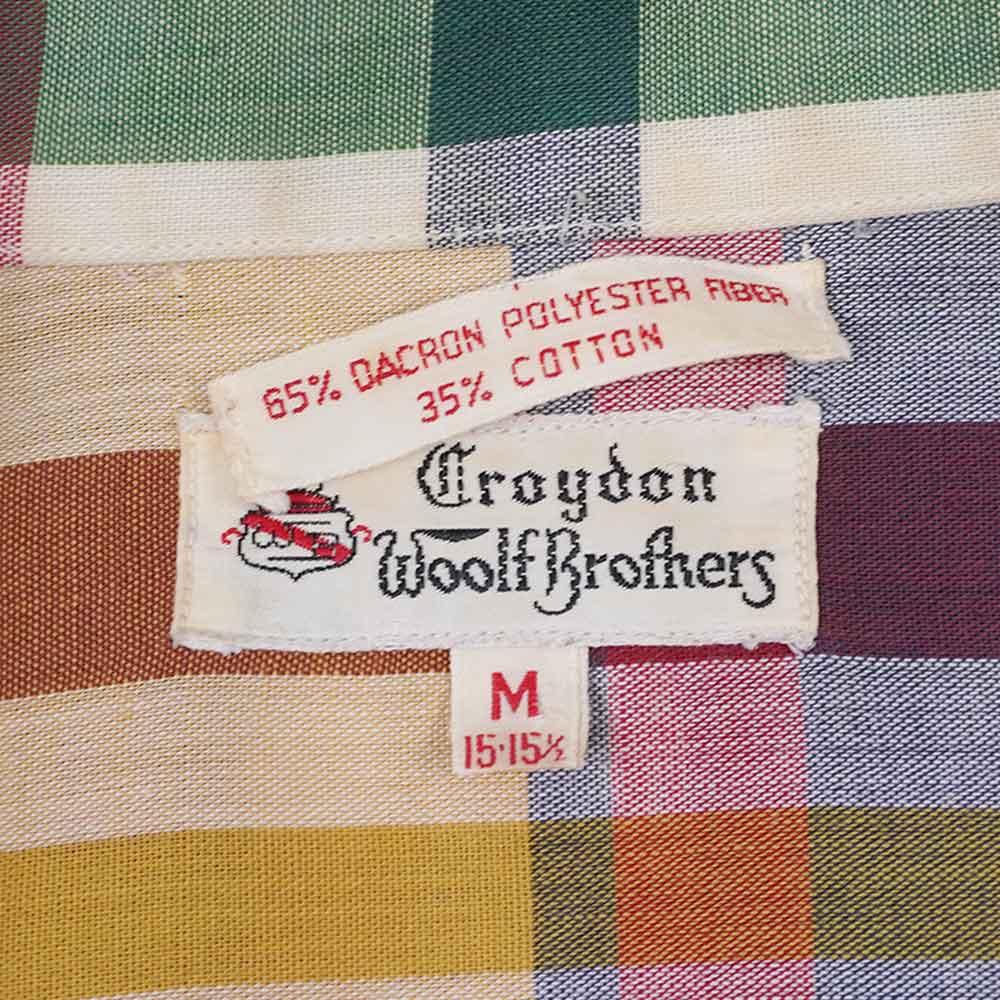 65% DACRON POLYESTER FIBER
35% COTTON
Croydon
Woolf Brothers
M
15·15½